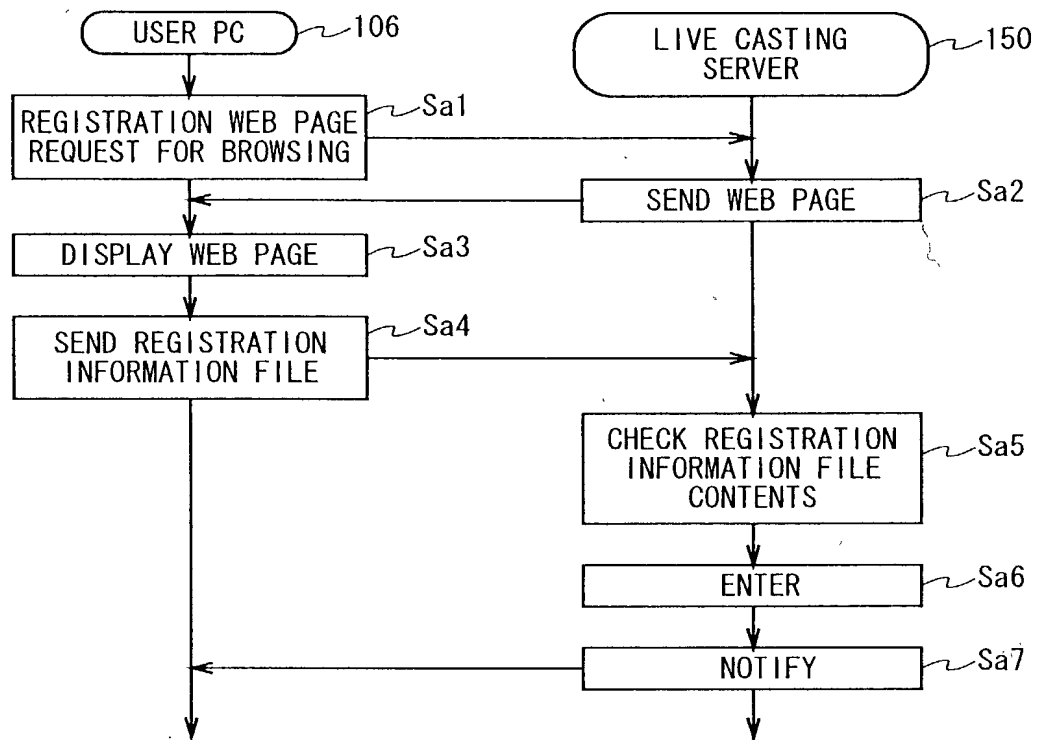 USER PC
106
LIVE CASTING
SERVER
150
REGISTRATION WEB PAGE
REQUEST FOR BROWSING
Sa1
SEND WEB PAGE
Sa2
DISPLAY WEB PAGE
Sa3
SEND REGISTRATION
INFORMATION FILE
Sa4
CHECK REGISTRATION
INFORMATION FILE
CONTENTS
Sa5
ENTER
Sa6
NOTIFY
Sa7